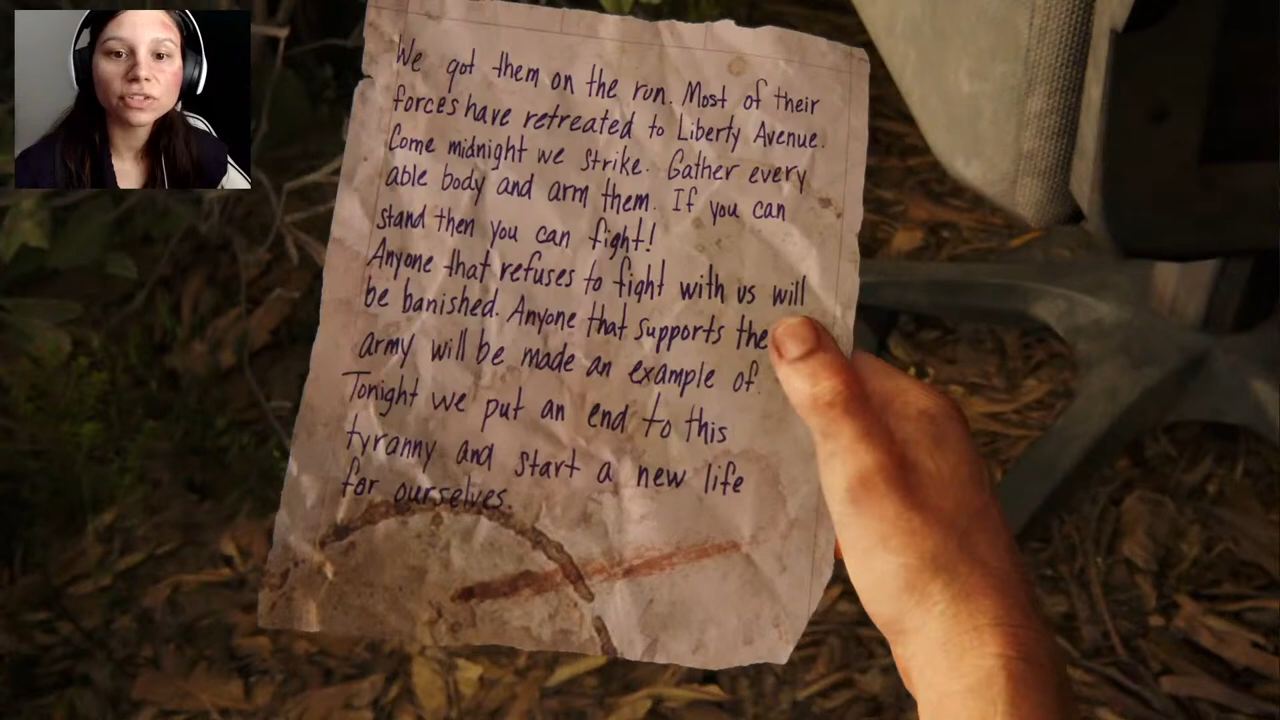 We got them on the run. Most of their
forces have retreated to Liberty Avenue.
Come midnight we strike. Gather every
able body and arm them. If you can
stand then you can fight!
Anyone that refuses to fight with us will
be banished. Anyone that supports the
army will be made an example of.
Tonight we put an end to this
tyranny and start a new life
for ourselves.